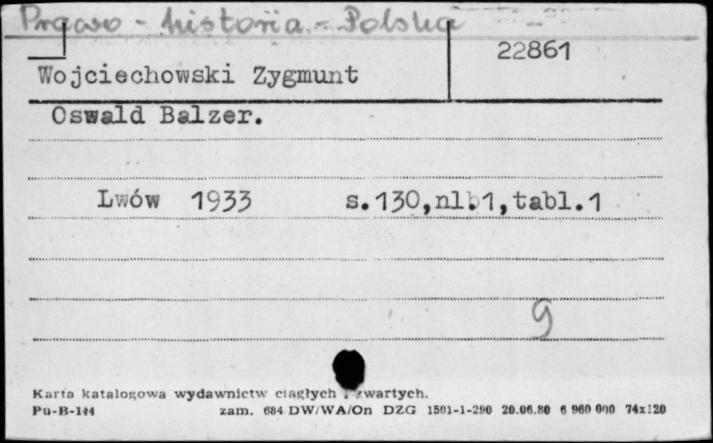 Prawo - historia - Polska
22861
Wojciechowski Zygmunt
Oswald Balzer.
Lwów 1933 s.130,nlb1,tabl.1
9
Karta katalogowa wydawnictw ciągłych i zwartych.
Pu-B-144 zam. 684 DW/WA/On DZG 1501-1-290 20.06.80 6 960 000 74x120